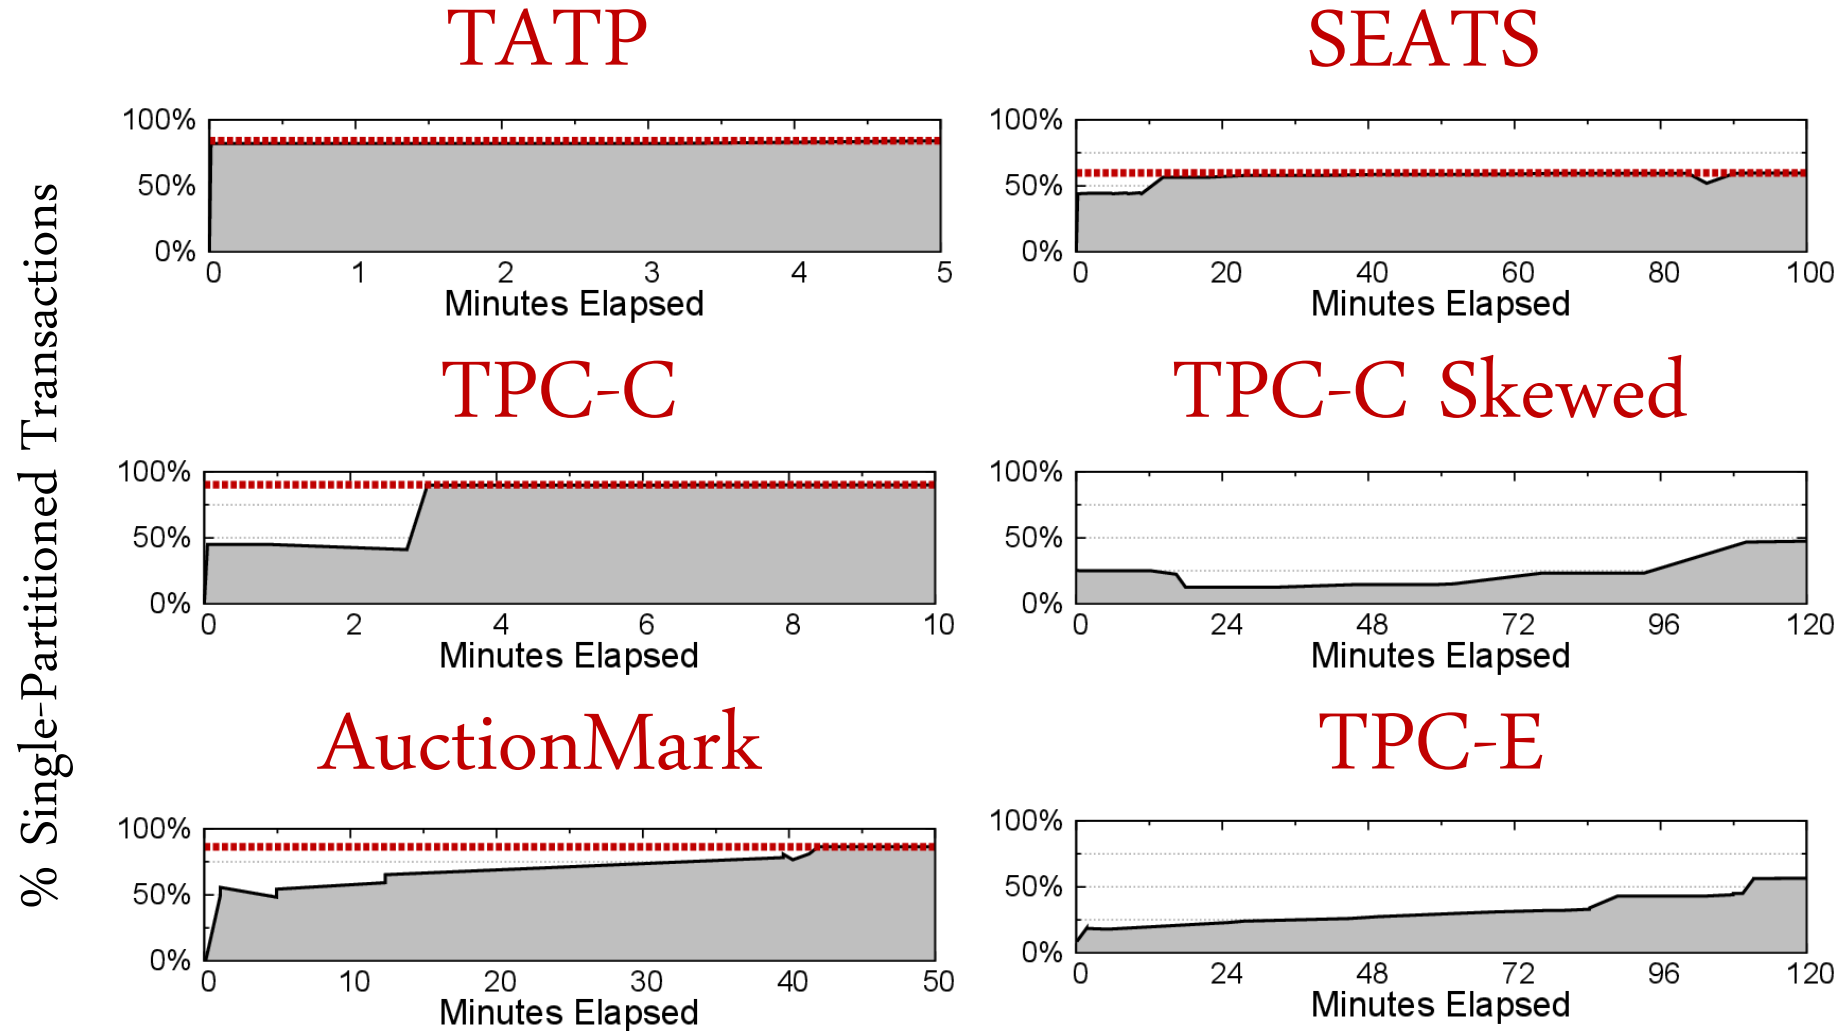 % Single-Partitioned Transactions
TATP
100%
50%
0%
0 1 2 3 4 5
Minutes Elapsed
SEATS
100%
50%
0%
0 20 40 60 80 100
Minutes Elapsed
TPC-C
100%
50%
0%
0 2 4 6 8 10
Minutes Elapsed
TPC-C Skewed
100%
50%
0%
0 24 48 72 96 120
Minutes Elapsed
AuctionMark
100%
50%
0%
0 10 20 30 40 50
Minutes Elapsed
TPC-E
100%
50%
0%
0 24 48 72 96 120
Minutes Elapsed